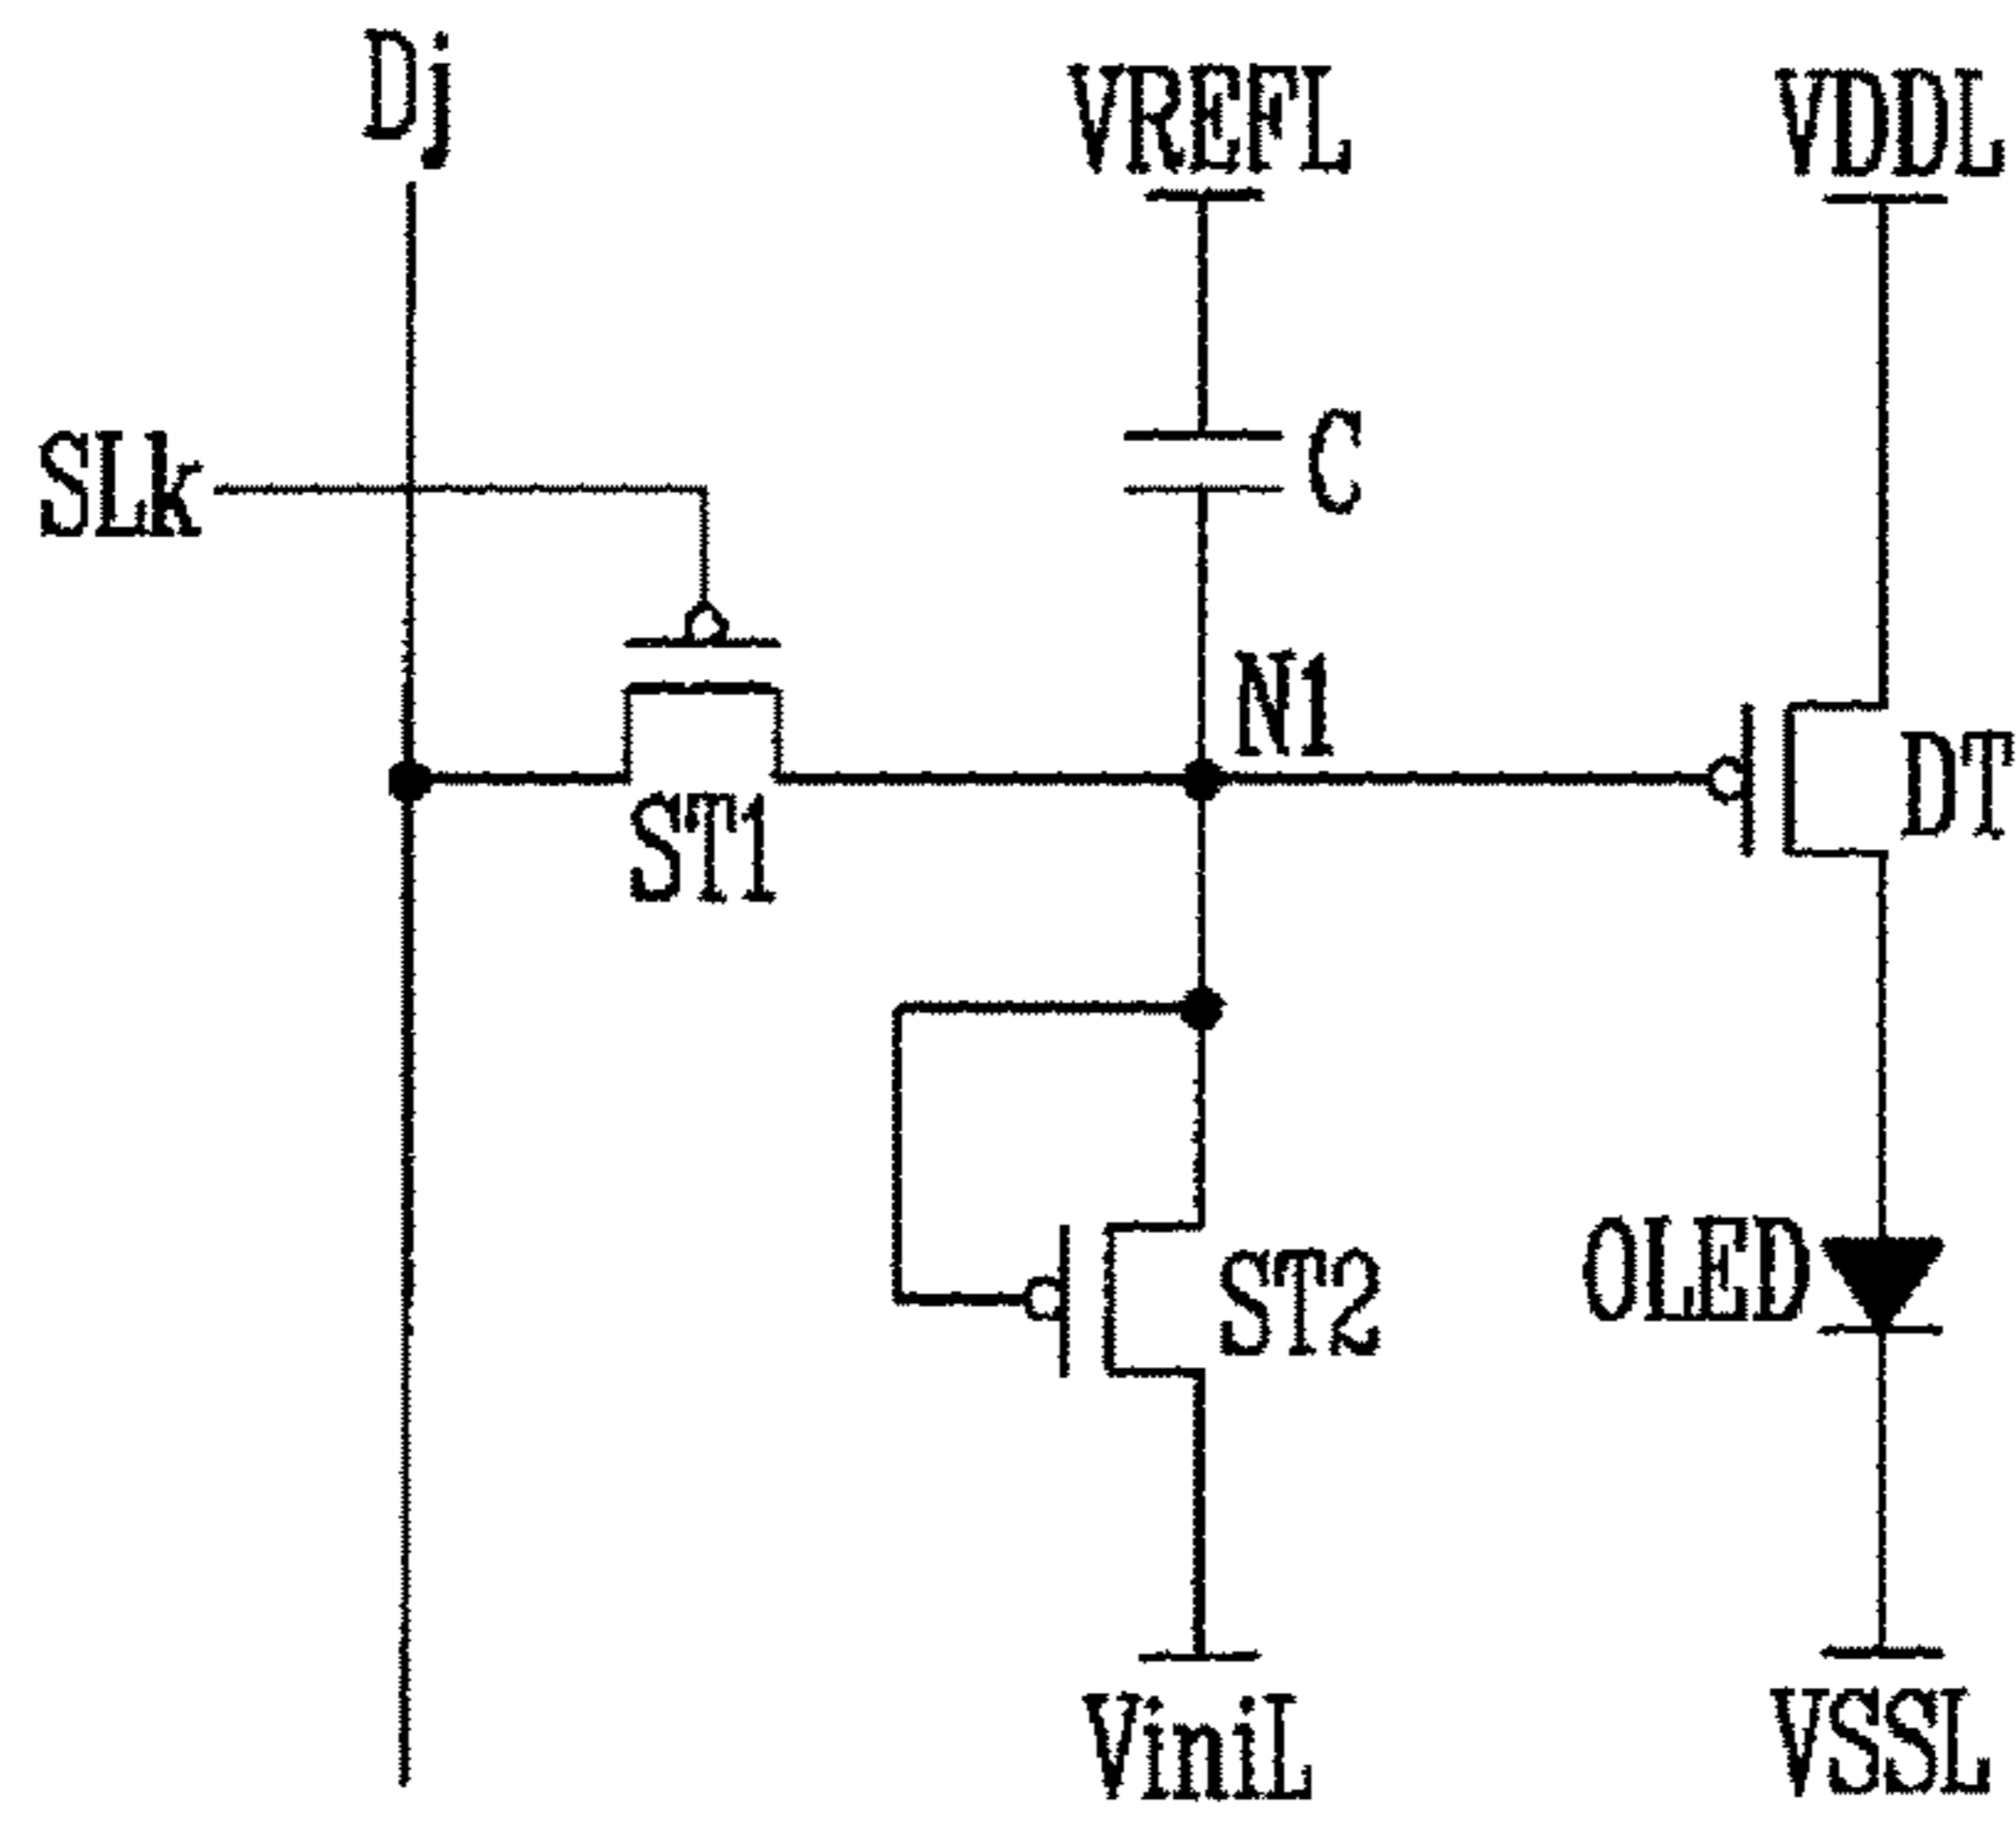 Dj
VREFL
VDDL
SLk
C
N1
DT
ST1
OLED
ST2
ViniL
VSSL